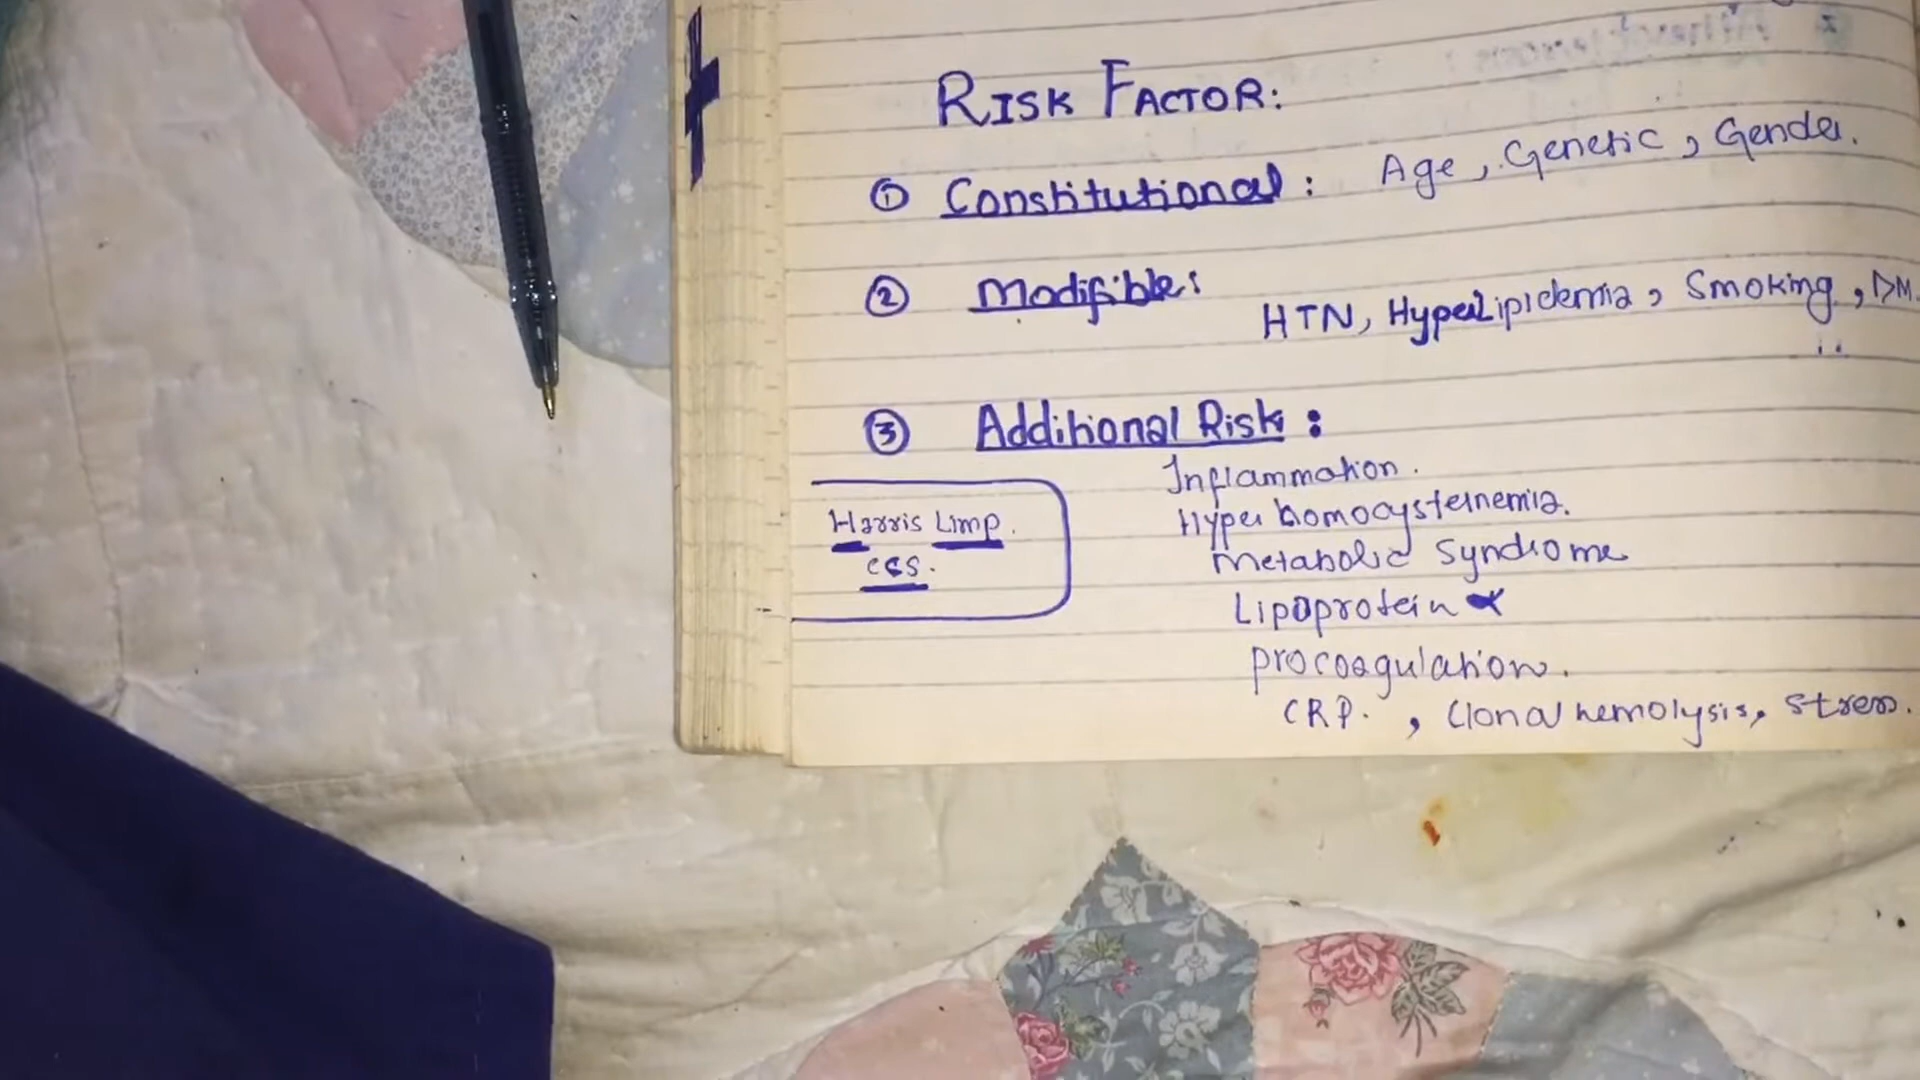 RISK FACTOR:
① Constitutional : Age, Genetic, Gender.
② Modifible: HTN, HyperLipidemia, Smoking, DM.
③ Additional Risk :
Inflammation.
Hyper homocysteinemia.
Metabolic Syndrome
Lipoprotein α
procoagulation.
CRP. , Clonal hemolysis, Stress.
Harris Limp.
CCS.